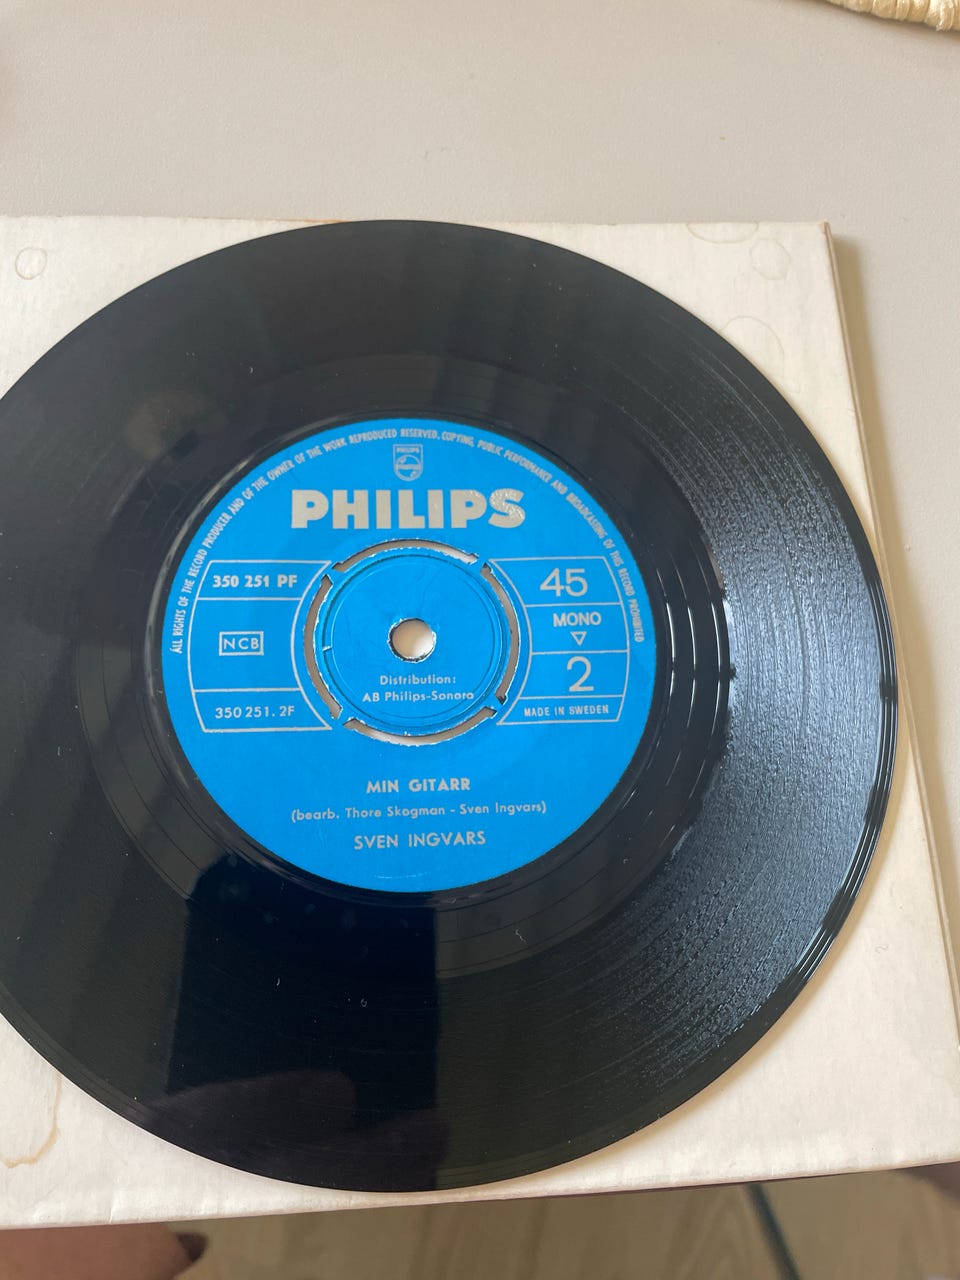 ALL RIGHTS OF THE RECORD PRODUCER AND OF THE OWNER OF THE WORK REPRODUCED RESERVED. COPYING, PUBLIC PERFORMANCE AND BROADCASTING OF THIS RECORD PROHIBITED
PHILIPS
PHILIPS
350 251 PF
NCB
350 251. 2F
45
MONO
2
MADE IN SWEDEN
Distribution:
AB Philips-Sonora
MIN GITARR
(bearb. Thore Skogman - Sven Ingvars)
SVEN INGVARS